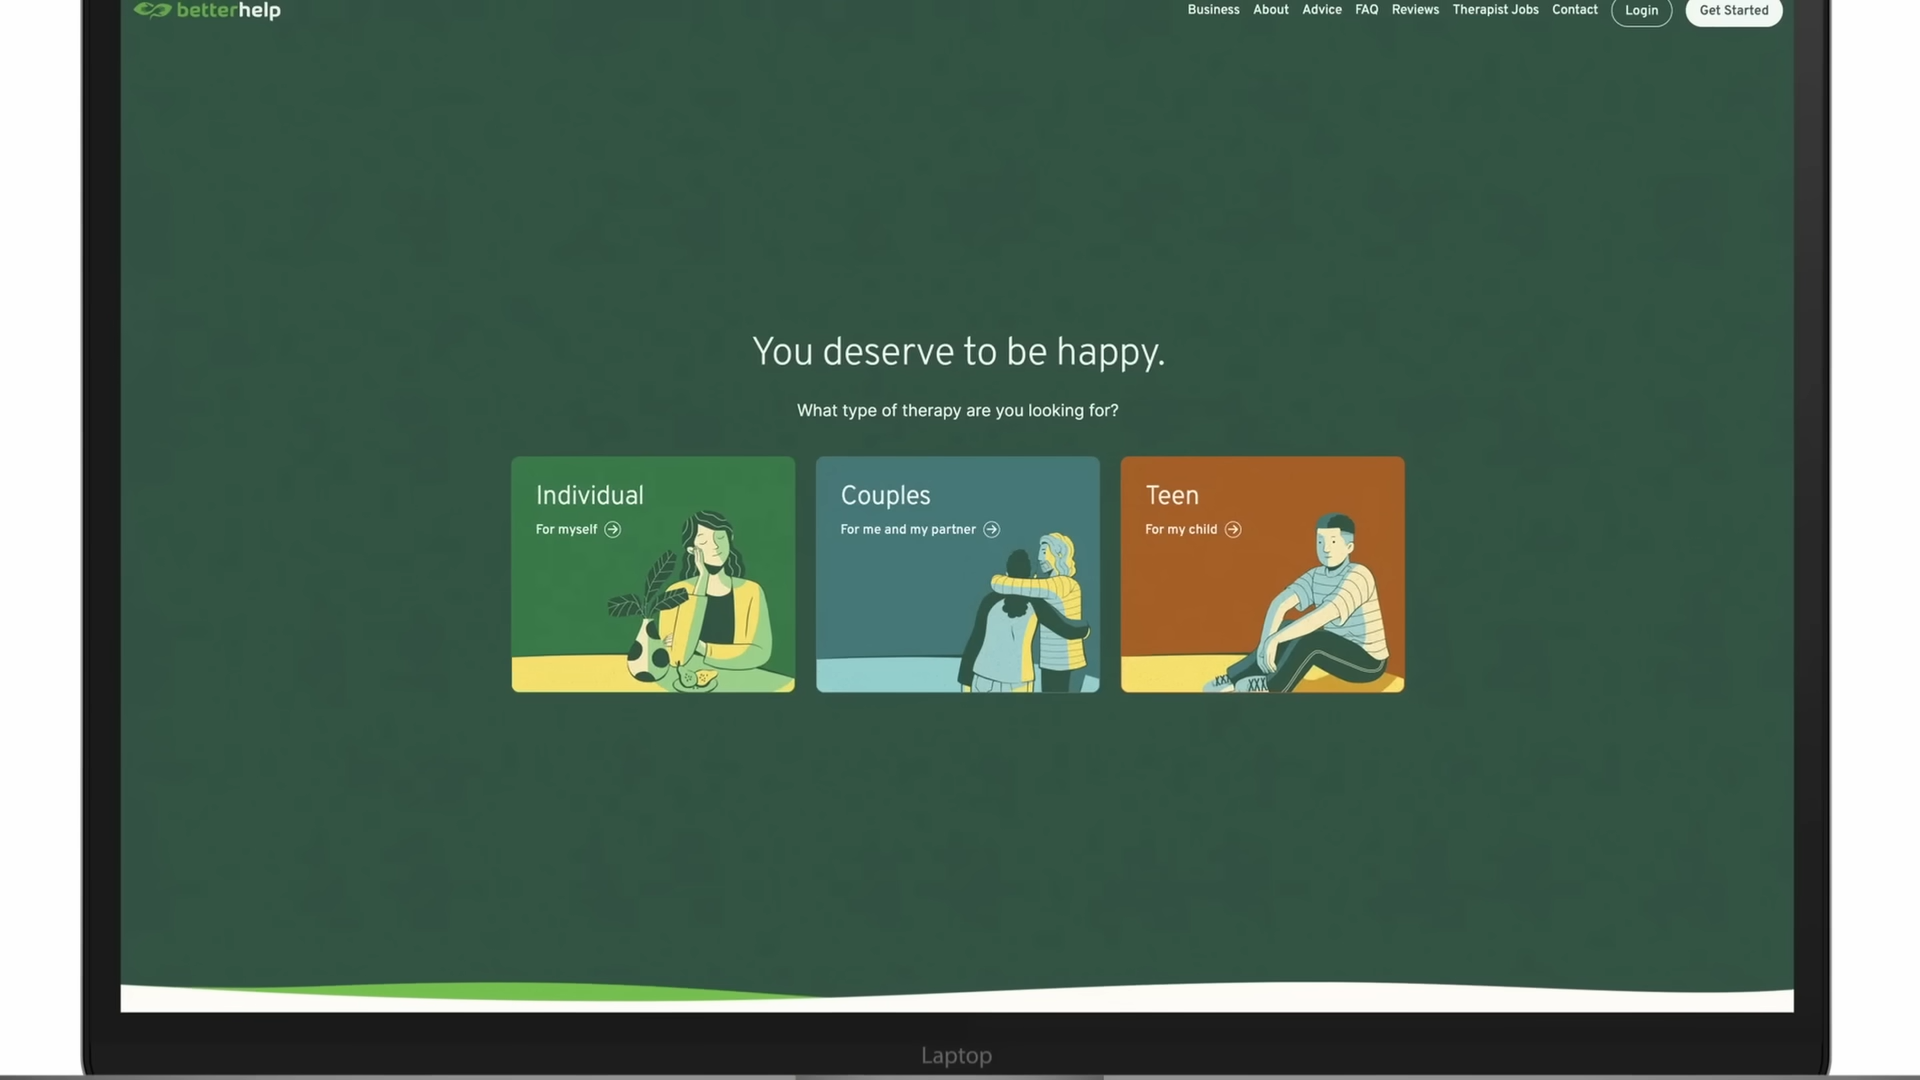 betterhelp
Business About Advice FAQ Reviews Therapist Jobs Contact Login Get Started
You deserve to be happy.
What type of therapy are you looking for?
Individual
For myself
Couples
For me and my partner
Teen
For my child
Laptop